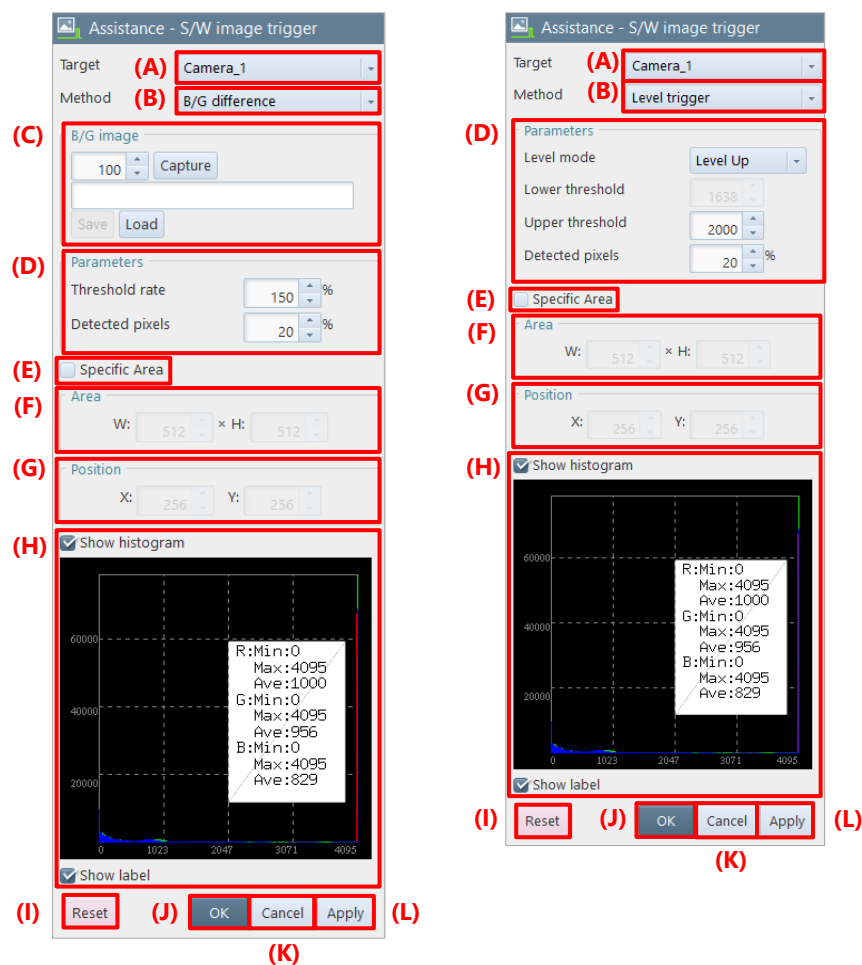 Assistance - S/W image trigger
Target (A) Camera_1
Method (B) B/G difference
(C) B/G image
100 Capture
Save Load
(D) Parameters
Threshold rate 150 %
Detected pixels 20 %
(E) Specific Area
(F) Area
W: 512 × H: 512
(G) Position
X: 256 Y: 256
(H) Show histogram
60000
40000
20000
0 1023 2047 3071 4095
R:Min:0
Max:4095
Ave:1000
G:Min:0
Max:4095
Ave:956
B:Min:0
Max:4095
Ave:829
Show label
(I) Reset (J) OK Cancel Apply (L)
(K)
Assistance - S/W image trigger
Target (A) Camera_1
Method (B) Level trigger
(D) Parameters
Level mode Level Up
Lower threshold 1638
Upper threshold 2000
Detected pixels 20 %
(E) Specific Area
(F) Area
W: 512 × H: 512
(G) Position
X: 256 Y: 256
(H) Show histogram
60000
40000
20000
0 1023 2047 3071 4095
R:Min:0
Max:4095
Ave:1000
G:Min:0
Max:4095
Ave:956
B:Min:0
Max:4095
Ave:829
Show label
(I) Reset (J) OK Cancel Apply (L)
(K)